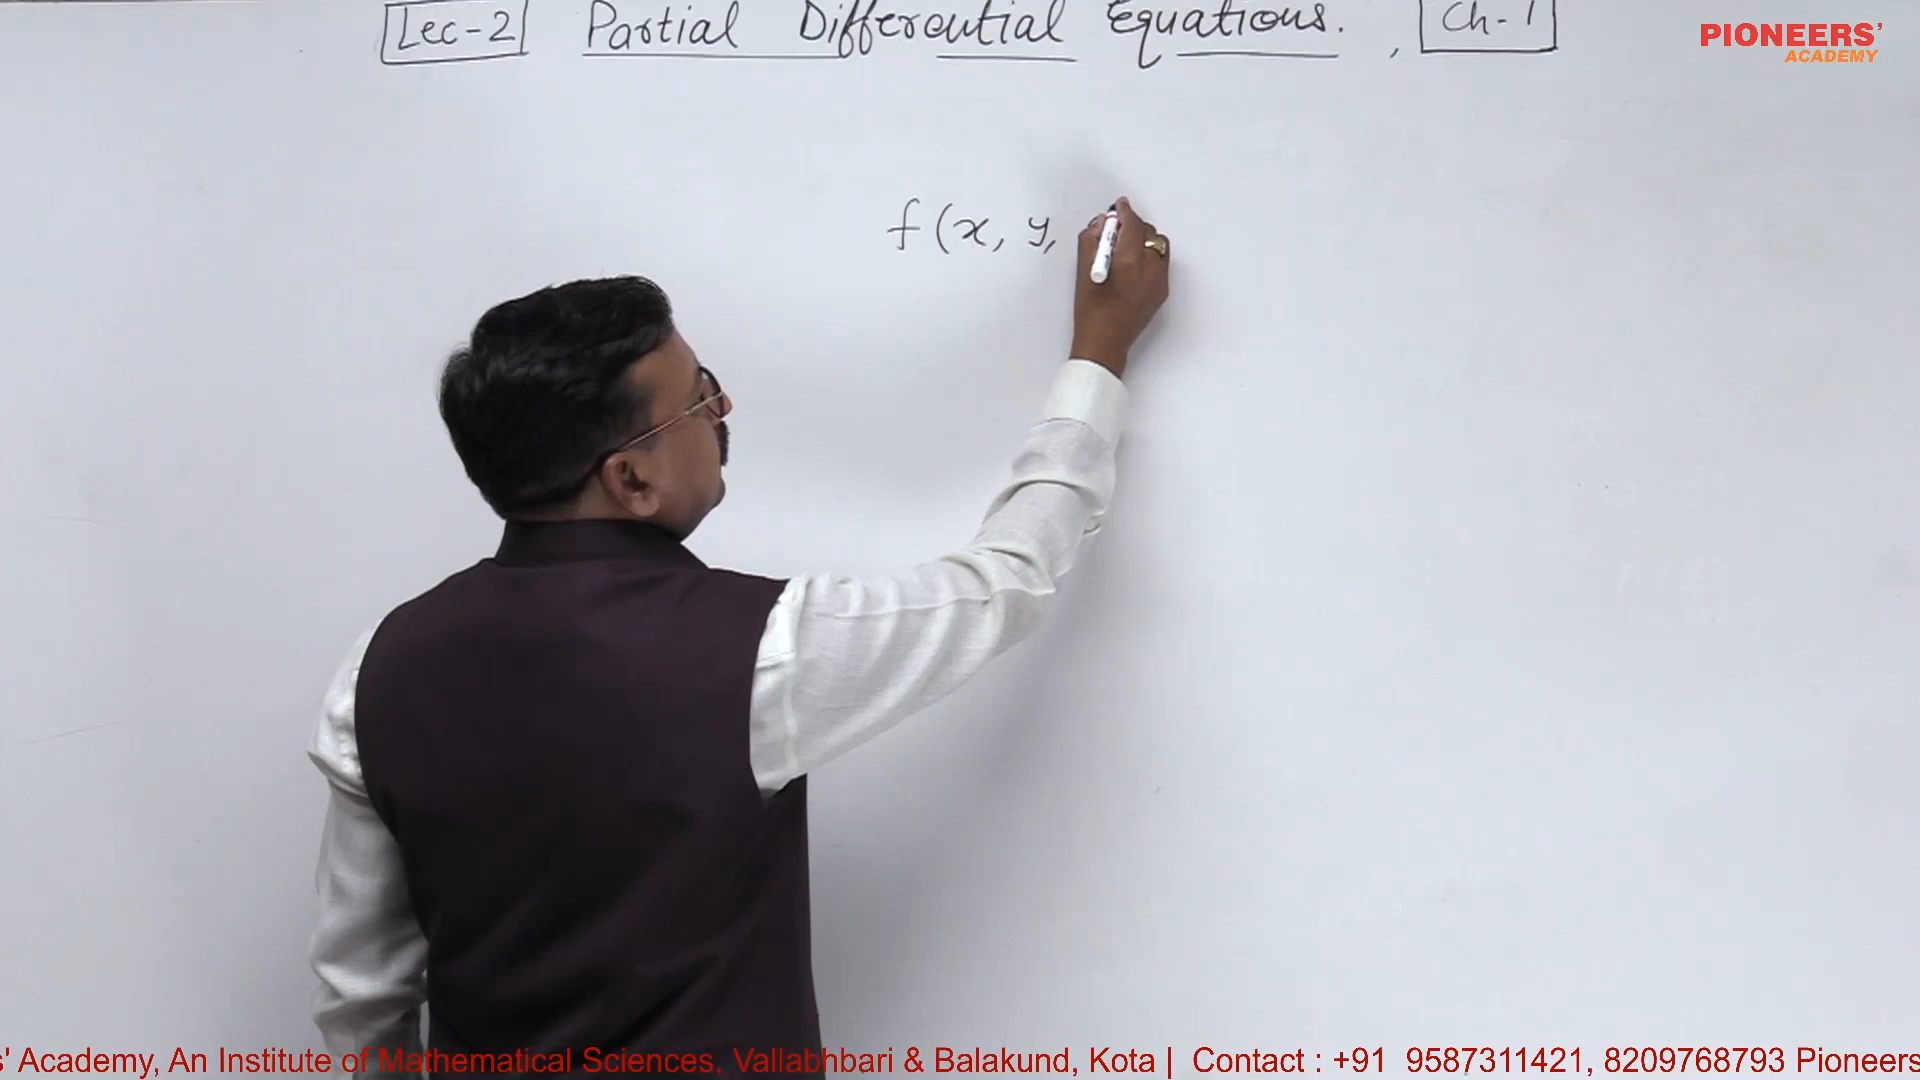 Lec-2 Partial Differential Equations. , Ch-1
PIONEERS'
ACADEMY
f(x, y,
s' Academy, An Institute of Mathematical Sciences, Vallabhbari & Balakund, Kota | Contact : +91 9587311421, 8209768793 Pioneers